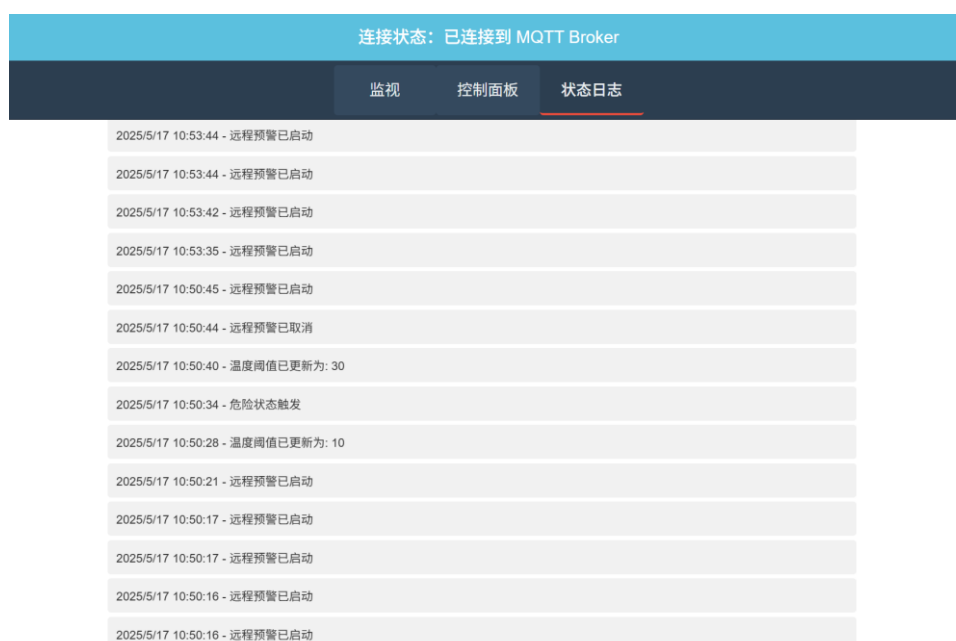 连接状态：已连接到 MQTT Broker
监视 控制面板 状态日志
2025/5/17 10:53:44 - 远程预警已启动
2025/5/17 10:53:44 - 远程预警已启动
2025/5/17 10:53:42 - 远程预警已启动
2025/5/17 10:53:35 - 远程预警已启动
2025/5/17 10:50:45 - 远程预警已启动
2025/5/17 10:50:44 - 远程预警已取消
2025/5/17 10:50:40 - 温度阈值已更新为: 30
2025/5/17 10:50:34 - 危险状态触发
2025/5/17 10:50:28 - 温度阈值已更新为: 10
2025/5/17 10:50:21 - 远程预警已启动
2025/5/17 10:50:17 - 远程预警已启动
2025/5/17 10:50:17 - 远程预警已启动
2025/5/17 10:50:16 - 远程预警已启动
2025/5/17 10:50:16 - 远程预警已启动